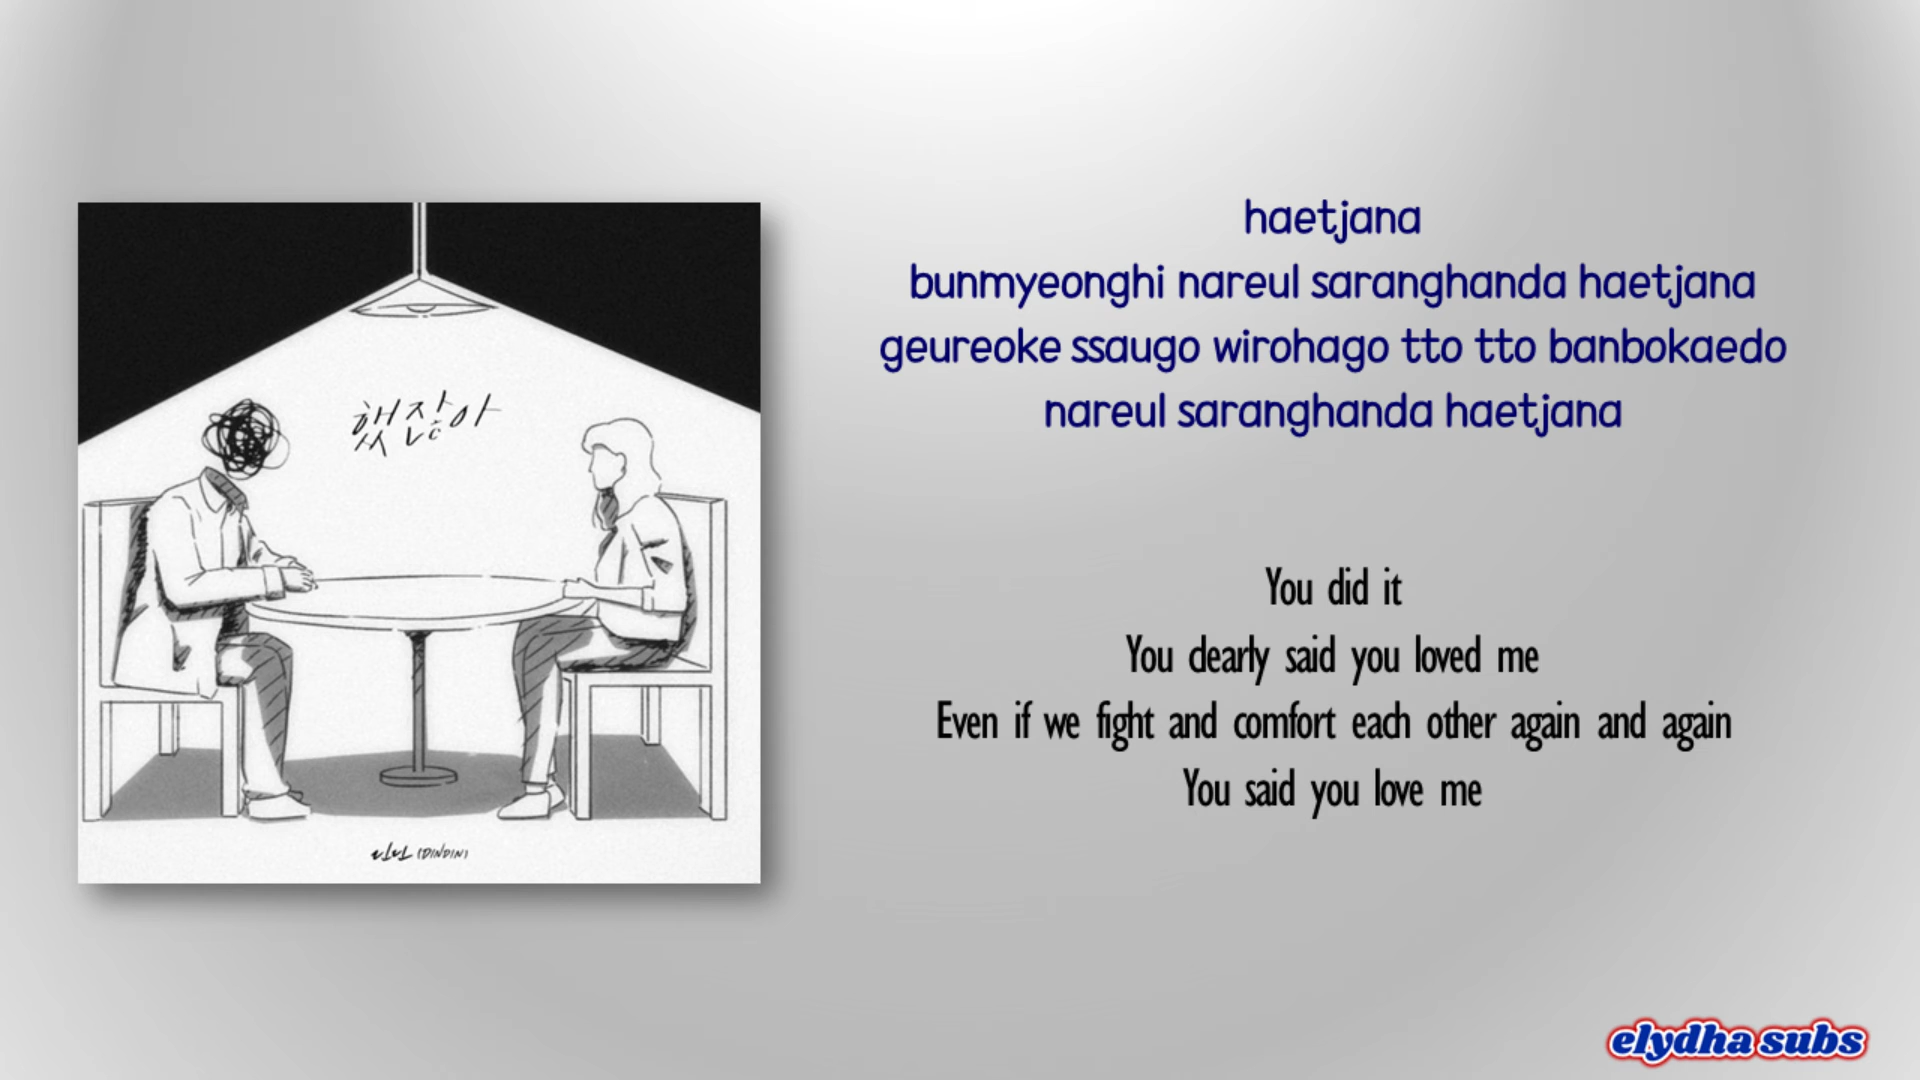 haetjana
bunmyeonghi nareul saranghanda haetjana
geureoke ssaugo wirohago tto tto banbokaedo
nareul saranghanda haetjana
You did it
You dearly said you loved me
Even if we fight and comfort each other again and again
You said you love me
했잖아
딘딘 (DINDIN)
elydha subs